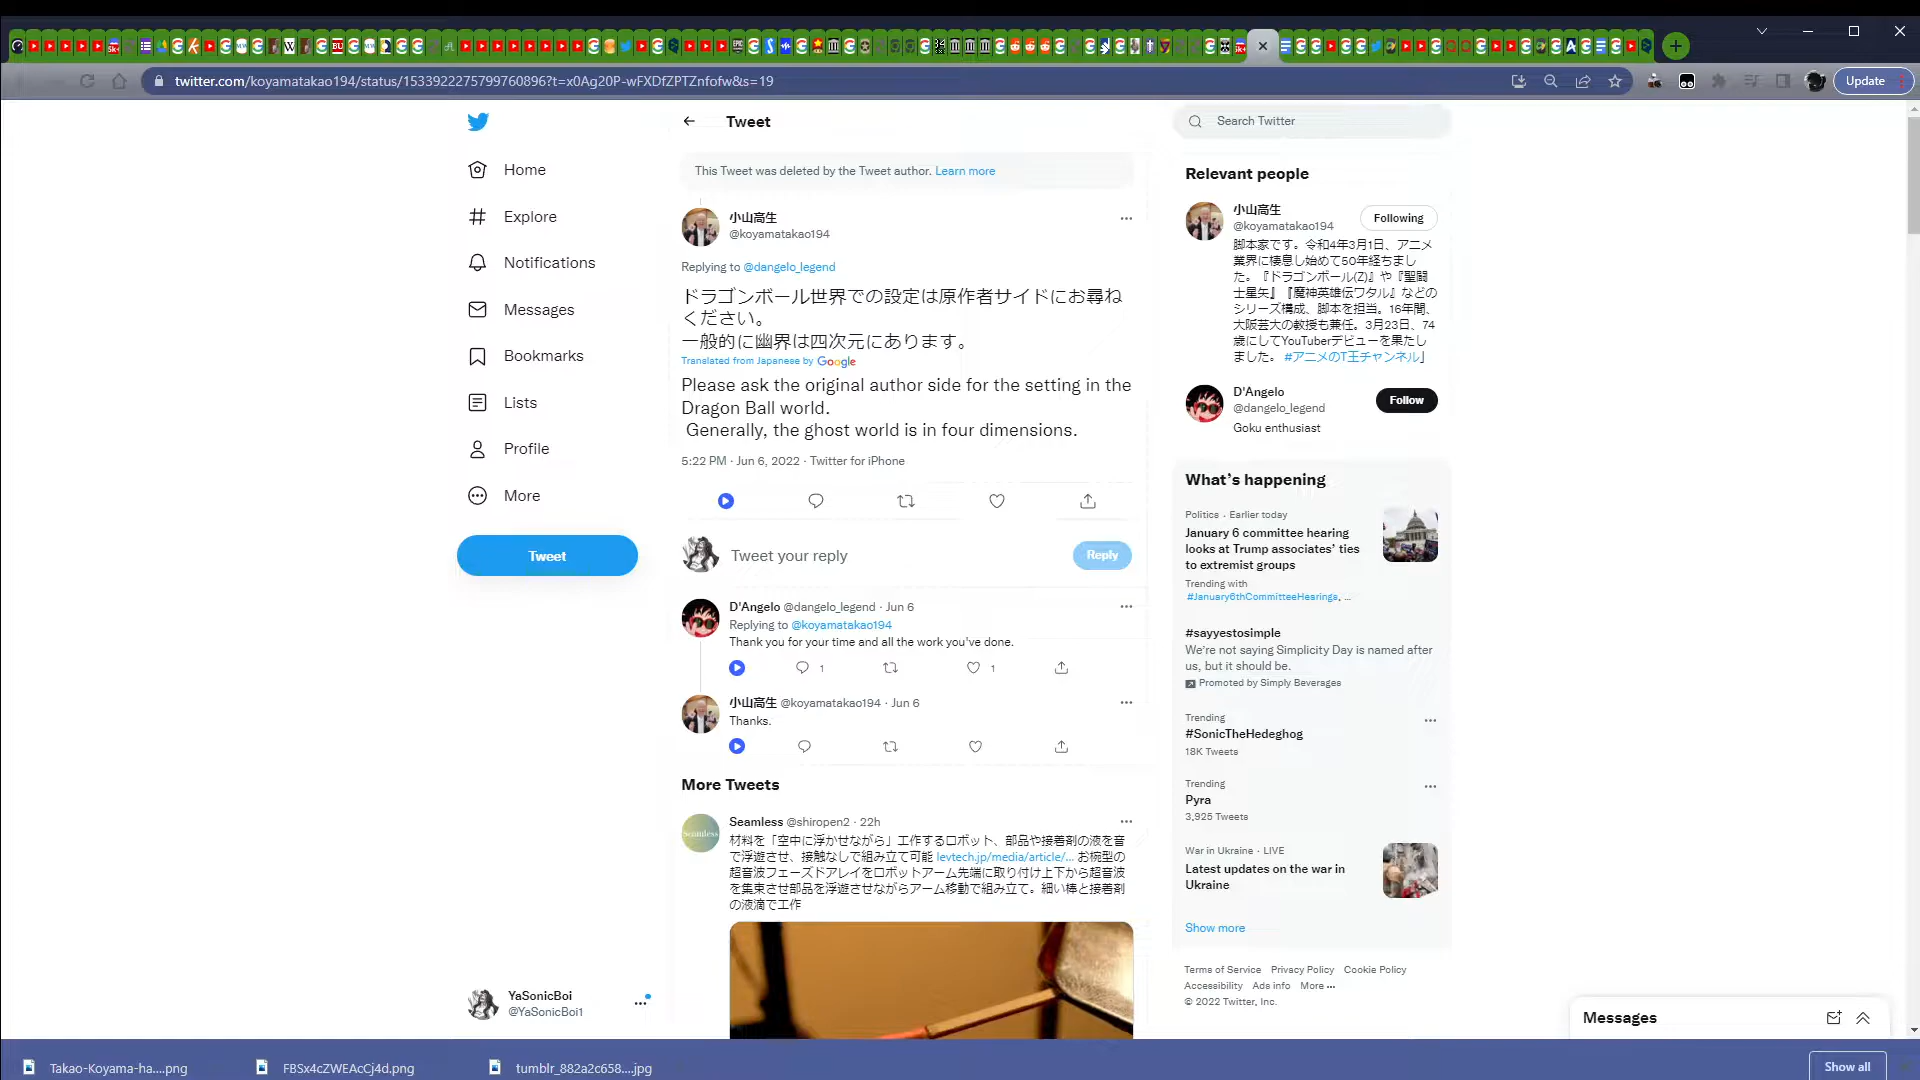 twitter.com/koyamatakao194/status/1533922275799760896?t=x0Ag20P-wFXDfZPTZnfofw&s=19
Update
Home
Explore
Notifications
Messages
Bookmarks
Lists
Profile
More
Tweet
YaSonicBoi
@YaSonicBoi1
Tweet
This Tweet was deleted by the Tweet author. Learn more
小山高生
@koyamatakao194
Replying to @dangelo_legend
ドラゴンボール世界での設定は原作者サイドにお尋ね
ください。
一般的に幽界は四次元にあります。
Translated from Japanese by Google
Please ask the original author side for the setting in the
Dragon Ball world.
Generally, the ghost world is in four dimensions.
5:22 PM · Jun 6, 2022 · Twitter for iPhone
Tweet your reply
Reply
D'Angelo @dangelo_legend · Jun 6
Replying to @koyamatakao194
Thank you for your time and all the work you've done.
1
1
小山高生 @koyamatakao194 · Jun 6
Thanks.
More Tweets
Seamless
Seamless @shiropen2 · 22h
材料を「空中に浮かせながら」工作するロボット、部品や接着剤の液を音
で浮遊させ、接触なしで組み立て可能 levtech.jp/media/article/... お椀型の
超音波フェーズドアレイをロボットアーム先端に取り付け上下から超音波
を集束させ部品を浮遊させながらアーム移動で組み立て。細い棒と接着剤
の液滴で工作
Search Twitter
Relevant people
小山高生
@koyamatakao194
Following
脚本家です。令和4年3月1日、アニメ
業界に棲息し始めて50年経ちまし
た。『ドラゴンボール(Z)』や『聖闘
士星矢』『魔神英雄伝ワタル』などの
シリーズ構成、脚本を担当。16年間、
大阪芸大の教授も兼任。3月23日、74
歳にしてYouTuberデビューを果たし
ました。 #アニメのT王チャンネル」
D'Angelo
@dangelo_legend
Follow
Goku enthusiast
What's happening
Politics · Earlier today
January 6 committee hearing
looks at Trump associates' ties
to extremist groups
Trending with
#January6thCommitteeHearings, ...
#sayyestosimple
We're not saying Simplicity Day is named after
us, but it should be.
Promoted by Simply Beverages
Trending
#SonicTheHedeghog
18K Tweets
Trending
Pyra
3,925 Tweets
War in Ukraine · LIVE
Latest updates on the war in
Ukraine
Show more
Terms of Service Privacy Policy Cookie Policy
Accessibility Ads info More ...
© 2022 Twitter, Inc.
Messages
Takao-Koyama-ha....png
FBSx4cZWEAcCj4d.png
tumblr_882a2c658....jpg
Show all